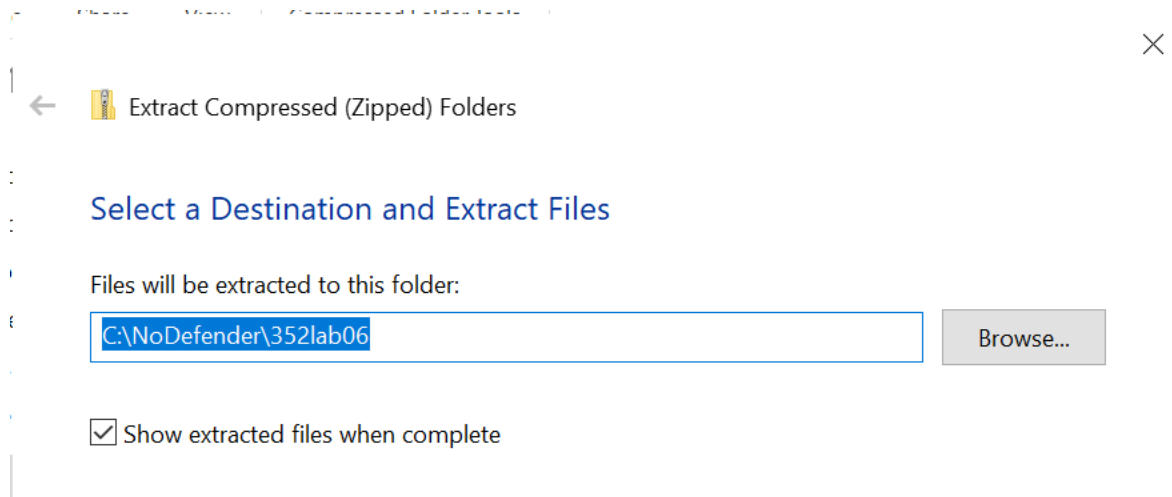 Extract Compressed (Zipped) Folders
Select a Destination and Extract Files
Files will be extracted to this folder:
C:\NoDefender\352lab06
Browse...
Show extracted files when complete